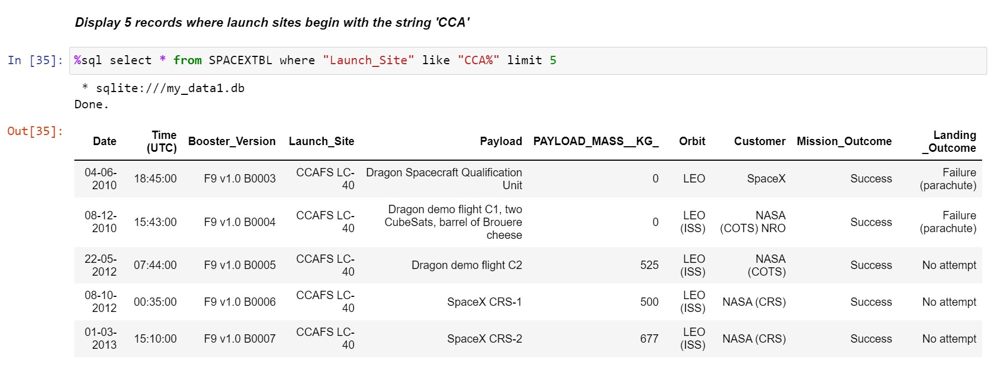 Display 5 records where launch sites begin with the string 'CCA'
In [35]: %sql select * from SPACEXTBL where "Launch_Site" like "CCA%" limit 5
* sqlite:///my_data1.db
Done.
Out[35]:
Date Time (UTC) Booster_Version Launch_Site Payload PAYLOAD_MASS__KG_ Orbit Customer Mission_Outcome Landing _Outcome
04-06-2010 18:45:00 F9 v1.0 B0003 CCAFS LC-40 Dragon Spacecraft Qualification Unit 0 LEO SpaceX Success Failure (parachute)
08-12-2010 15:43:00 F9 v1.0 B0004 CCAFS LC-40 Dragon demo flight C1, two CubeSats, barrel of Brouere cheese 0 LEO (ISS) NASA (COTS) NRO Success Failure (parachute)
22-05-2012 07:44:00 F9 v1.0 B0005 CCAFS LC-40 Dragon demo flight C2 525 LEO (ISS) NASA (COTS) Success No attempt
08-10-2012 00:35:00 F9 v1.0 B0006 CCAFS LC-40 SpaceX CRS-1 500 LEO (ISS) NASA (CRS) Success No attempt
01-03-2013 15:10:00 F9 v1.0 B0007 CCAFS LC-40 SpaceX CRS-2 677 LEO (ISS) NASA (CRS) Success No attempt